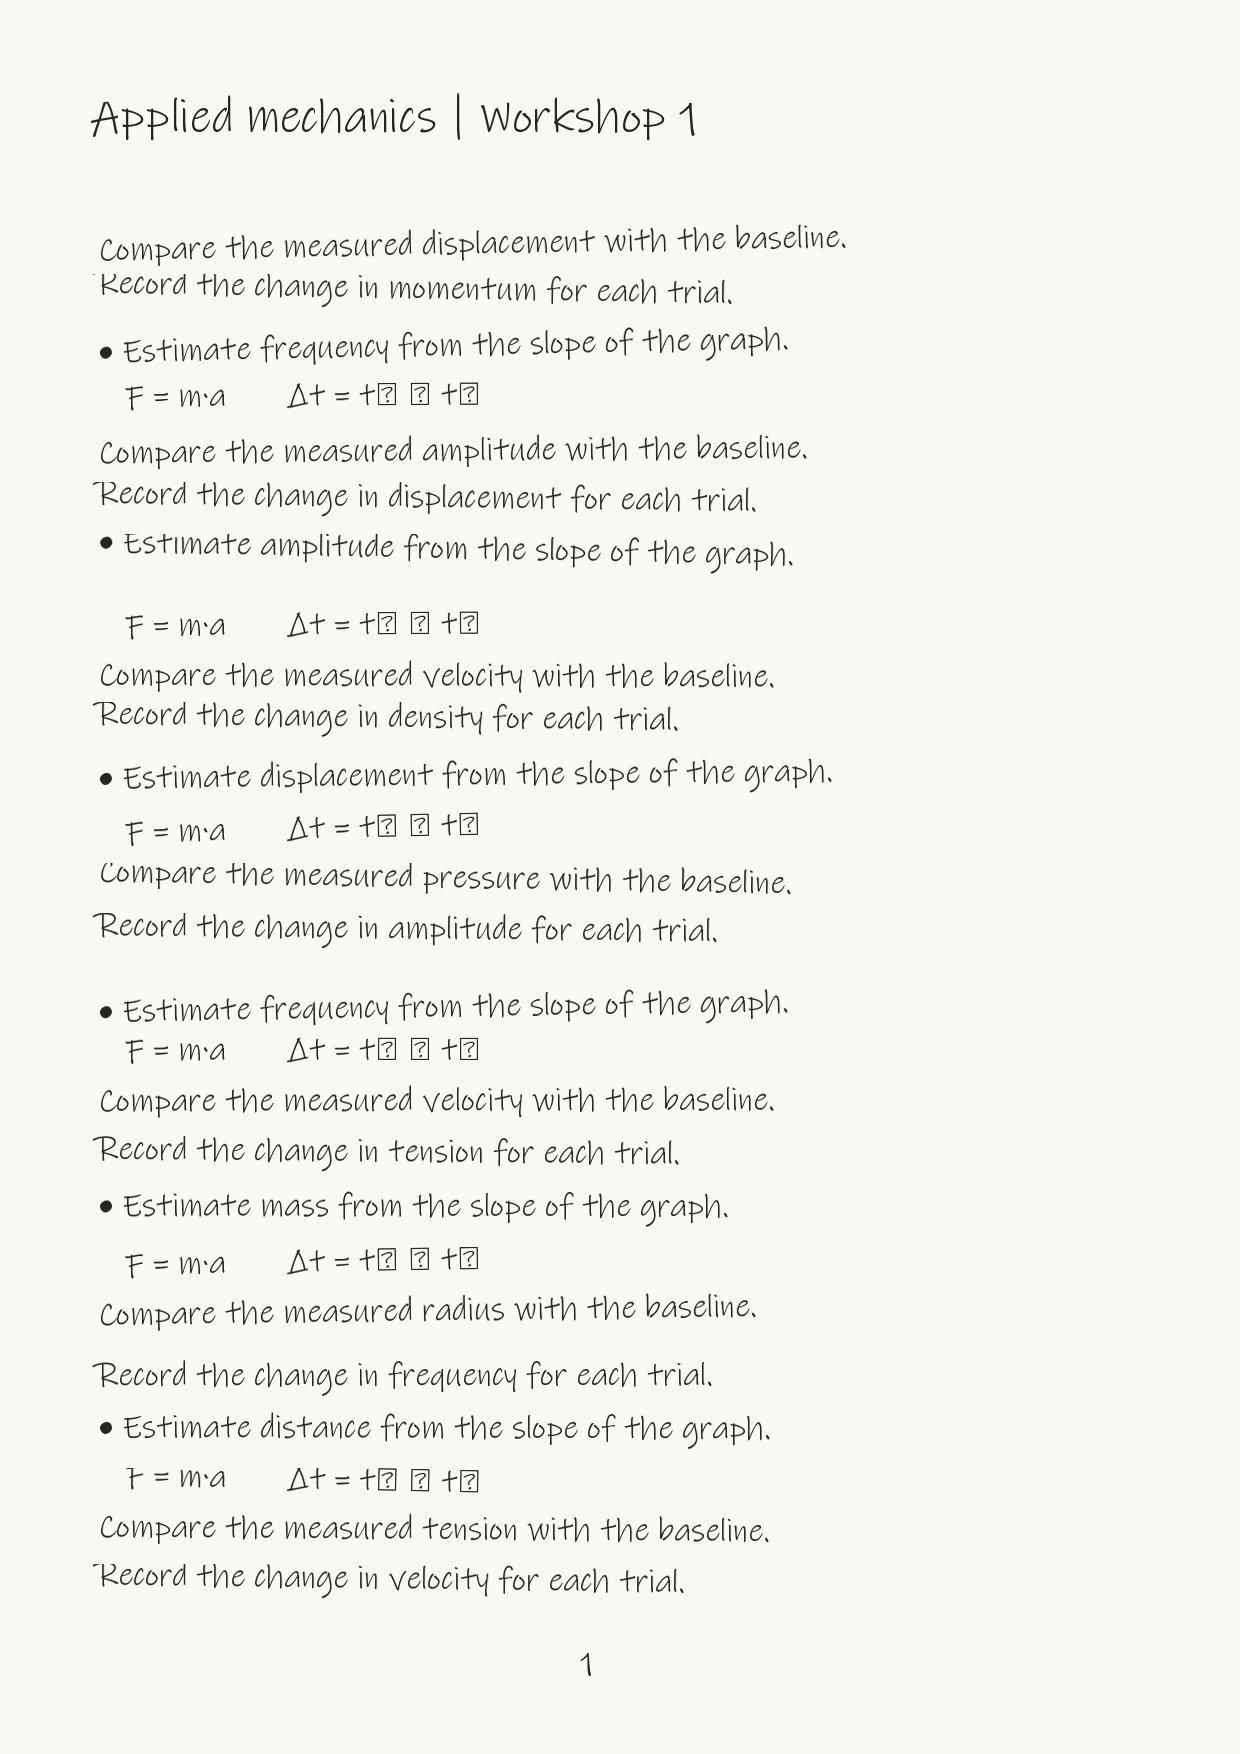 Applied mechanics | Workshop 1
Compare the measured displacement with the baseline.
Record the change in momentum for each trial.
• Estimate frequency from the slope of the graph.
F = m·a Δt = t⍰ ⍰ t⍰
Compare the measured amplitude with the baseline.
Record the change in displacement for each trial.
• Estimate amplitude from the slope of the graph.
F = m·a Δt = t⍰ ⍰ t⍰
Compare the measured velocity with the baseline.
Record the change in density for each trial.
• Estimate displacement from the slope of the graph.
F = m·a Δt = t⍰ ⍰ t⍰
Compare the measured pressure with the baseline.
Record the change in amplitude for each trial.
• Estimate frequency from the slope of the graph.
F = m·a Δt = t⍰ ⍰ t⍰
Compare the measured velocity with the baseline.
Record the change in tension for each trial.
• Estimate mass from the slope of the graph.
F = m·a Δt = t⍰ ⍰ t⍰
Compare the measured radius with the baseline.
Record the change in frequency for each trial.
• Estimate distance from the slope of the graph.
F = m·a Δt = t⍰ ⍰ t⍰
Compare the measured tension with the baseline.
Record the change in velocity for each trial.
1